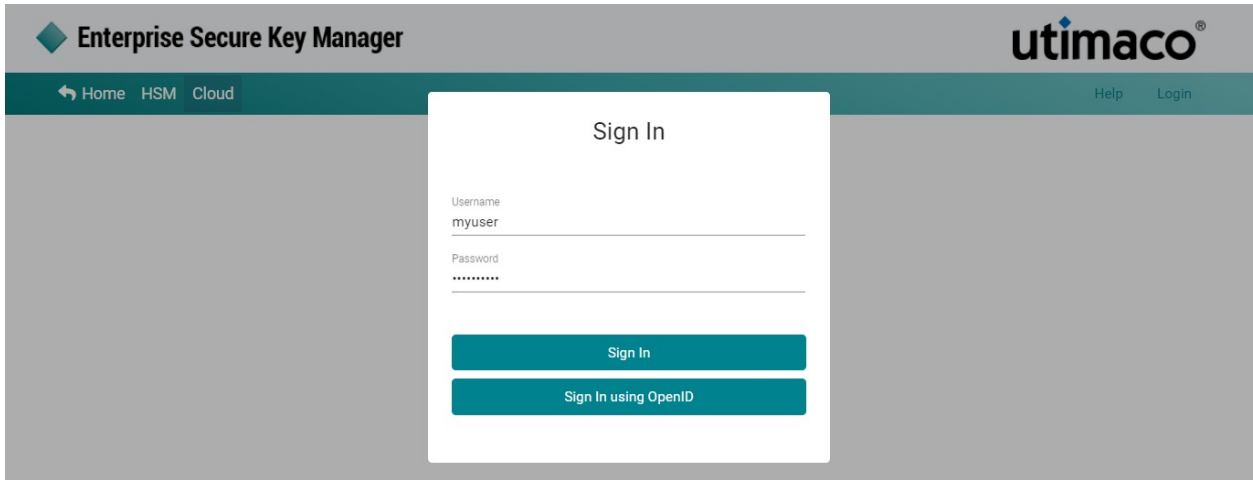 Enterprise Secure Key Manager
utimaco®
Home HSM Cloud
Help Login
Sign In
Username
myuser
Password
••••••••••
Sign In
Sign In using OpenID